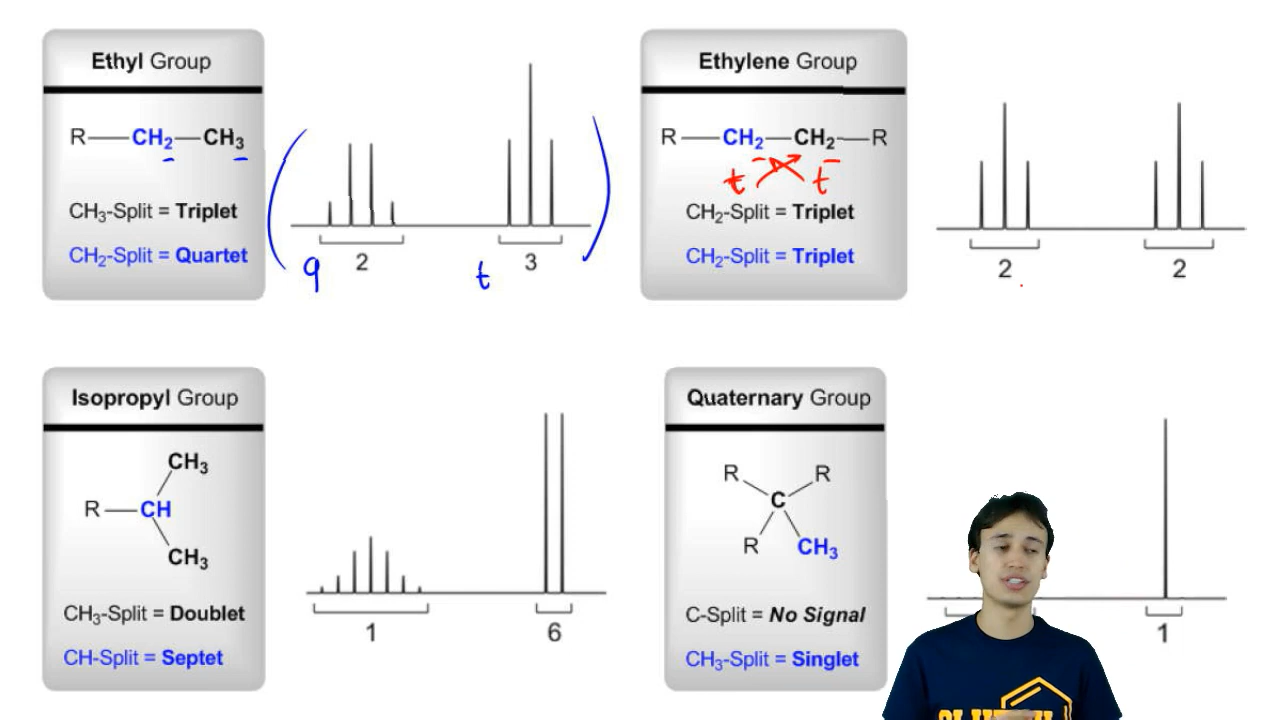 Ethyl Group
R—CH₂—CH₃
CH₃-Split = Triplet
CH₂-Split = Quartet
q
2
t
3
Ethylene Group
R—CH₂—CH₂—R
t
t
CH₂-Split = Triplet
CH₂-Split = Triplet
2
2
Isopropyl Group
CH₃
R—CH
CH₃
CH₃-Split = Doublet
CH-Split = Septet
1
6
Quaternary Group
R R
C
R CH₃
C-Split = No Signal
CH₃-Split = Singlet
1